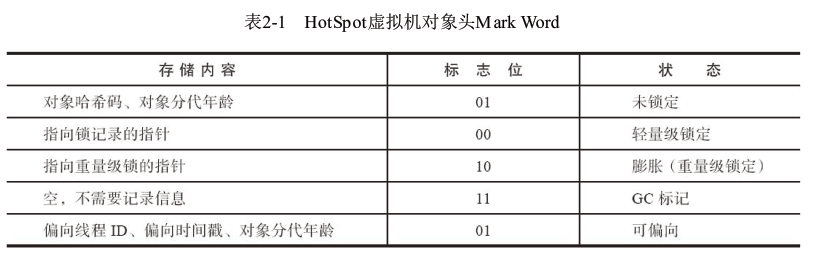 表2-1 HotSpot虚拟机对象头Mark Word
存储内容 标志位 状态
对象哈希码、对象分代年龄 01 未锁定
指向锁记录的指针 00 轻量级锁定
指向重量级锁的指针 10 膨胀（重量级锁定）
空，不需要记录信息 11 GC 标记
偏向线程 ID、偏向时间戳、对象分代年龄 01 可偏向